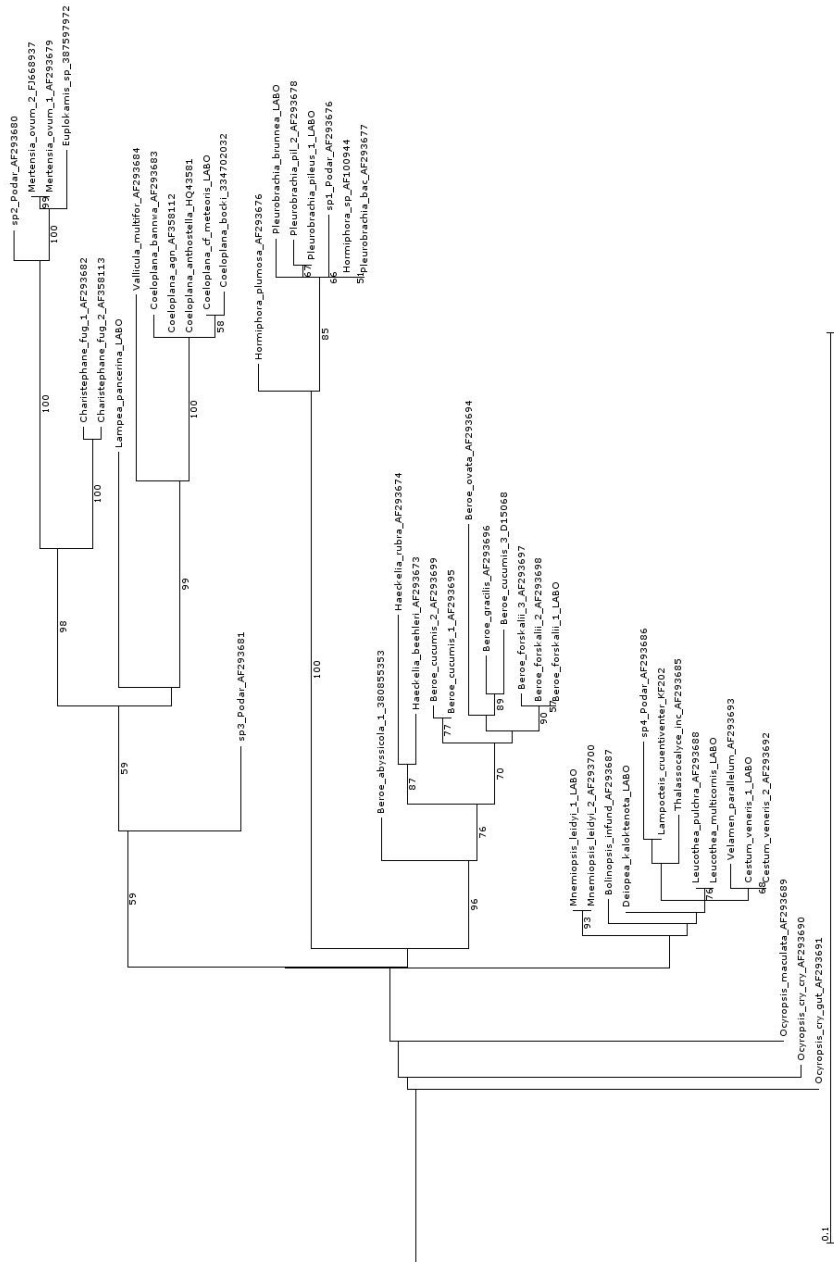 sp2_Podar_AF293680
Mertensia_ovum_2_FJ668937
Mertensia_ovum_1_AF293679
Euplokamis_sp_387597972
99
100
100
Charistephane_fug_1_AF293682
Charistephane_fug_2_AF358113
100
98
Lampea_pancerina_LABO
Vallicula_multifor_AF293684
Coeloplana_bannwa_AF293683
Coeloplana_agn_AF358112
Coeloplana_anthostella_HQ43581
Coeloplana_cf_meteoris_LABO
Coeloplana_bocki_334702032
58
100
99
59
sp3_Podar_AF293681
59
Hormiphora_plumosa_AF293676
Pleurobrachia_brunnea_LABO
Pleurobrachia_pil_2_AF293678
Pleurobrachia_pileus_1_LABO
67
sp1_Podar_AF293676
66
Hormiphora_sp_AF100944
Pleurobrachia_bac_AF293677
51
85
100
Beroe_abyssicola_1_380855353
Haeckelia_rubra_AF293674
Haeckelia_beehleri_AF293673
87
Beroe_cucumis_2_AF293699
Beroe_cucumis_1_AF293695
77
Beroe_ovata_AF293694
Beroe_gracilis_AF293696
Beroe_cucumis_3_D15068
89
Beroe_forskalii_3_AF293697
Beroe_forskalii_2_AF293698
Beroe_forskalii_1_LABO
57
90
70
76
96
Mnemiopsis_leidyi_1_LABO
Mnemiopsis_leidyi_2_AF293700
93
Bolinopsis_infund_AF293687
Deiopea_kaloktenota_LABO
sp4_Podar_AF293686
Lampocteis_cruentiventer_KF202
Thalassocalyce_inc_AF293685
Leucothea_pulchra_AF293688
Leucothea_multicornis_LABO
76
Velamen_parallelum_AF293693
Cestum_veneris_1_LABO
Cestum_veneris_2_AF293692
68
Ocyropsis_maculata_AF293689
Ocyropsis_cry_cry_AF293690
Ocyropsis_cry_gut_AF293691
0.1